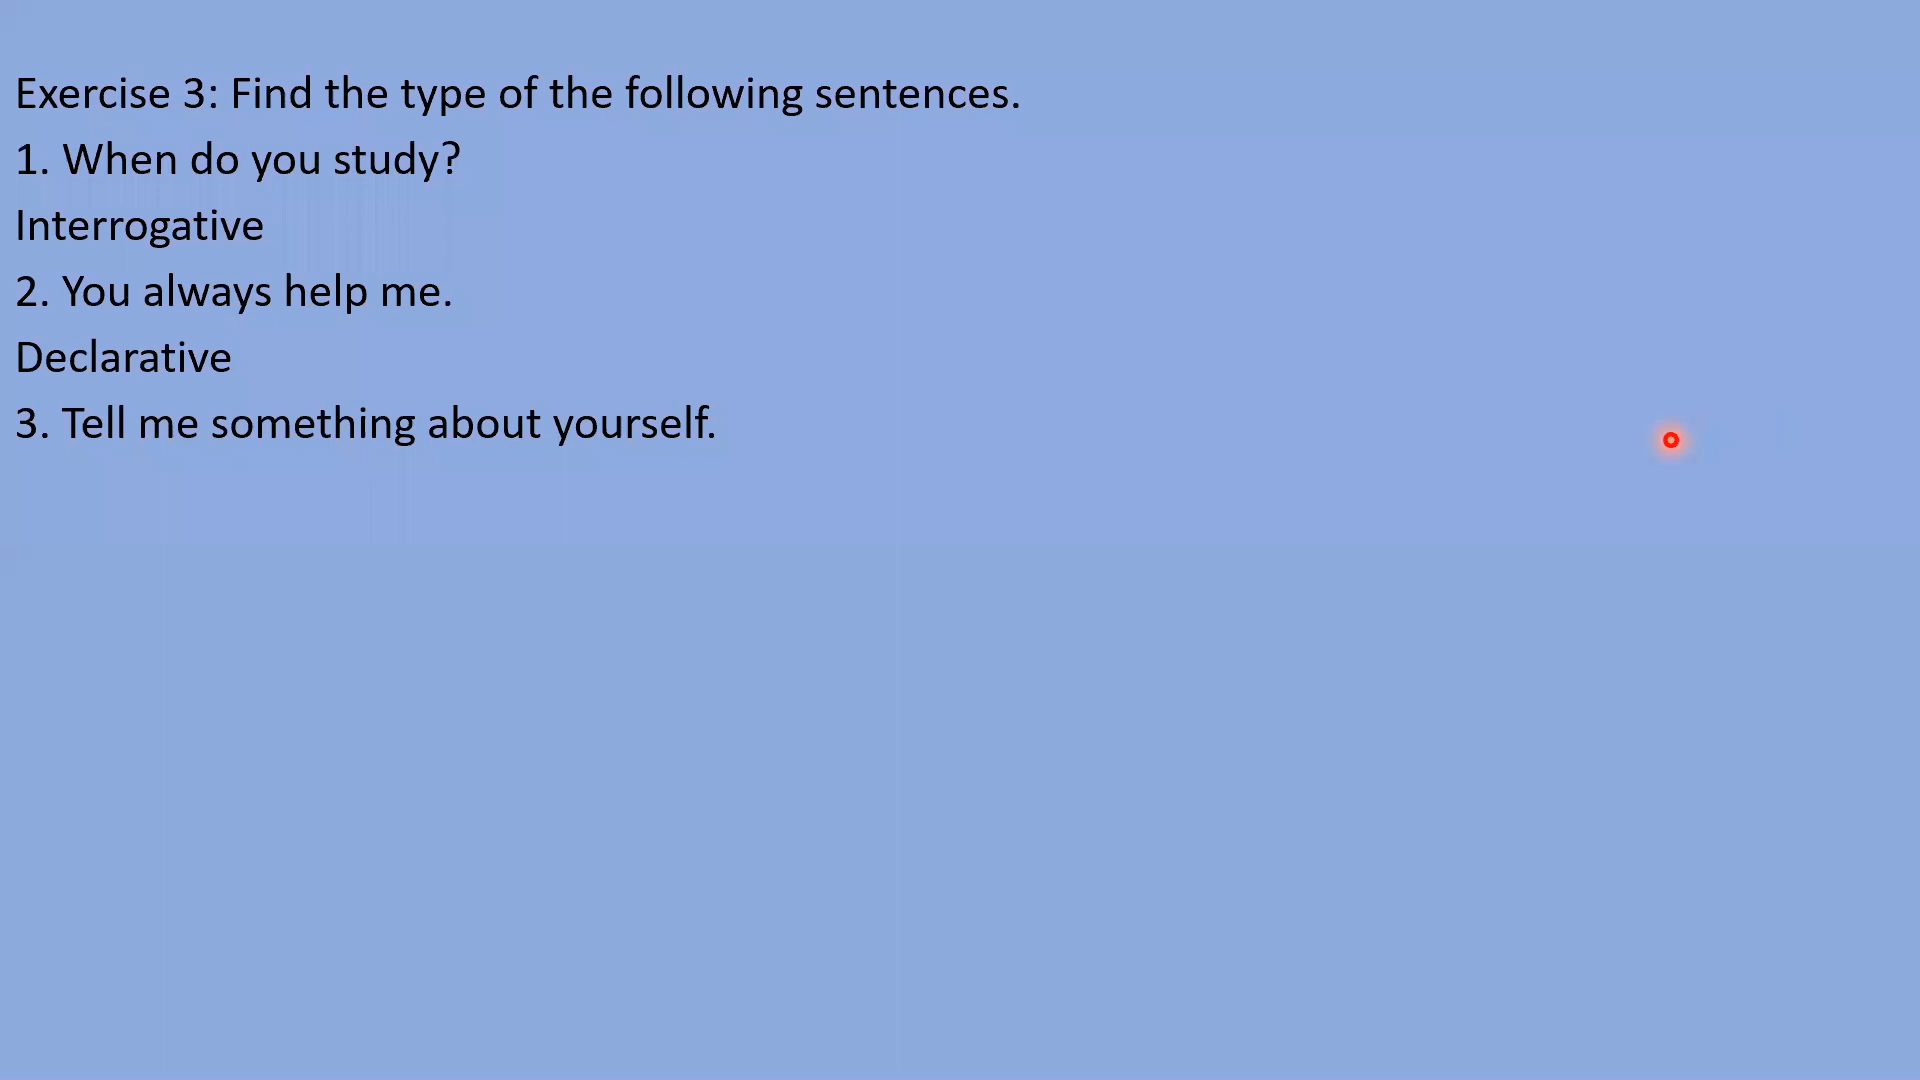 Exercise 3: Find the type of the following sentences.
1. When do you study?
Interrogative
2. You always help me.
Declarative
3. Tell me something about yourself.